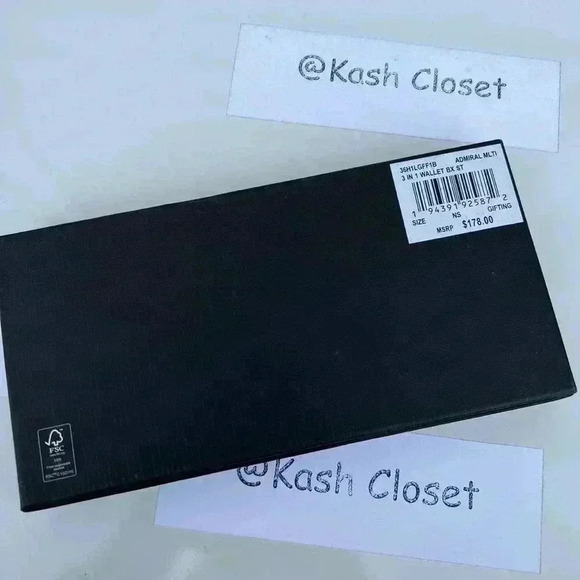 @Kash Closet
36H1LGFF1B ADMIRAL MLTI
3 IN 1 WALLET BX ST
1 94391 92587 2
SIZE NS GIFTING
MSRP $178.00
FSC
@Kash Closet